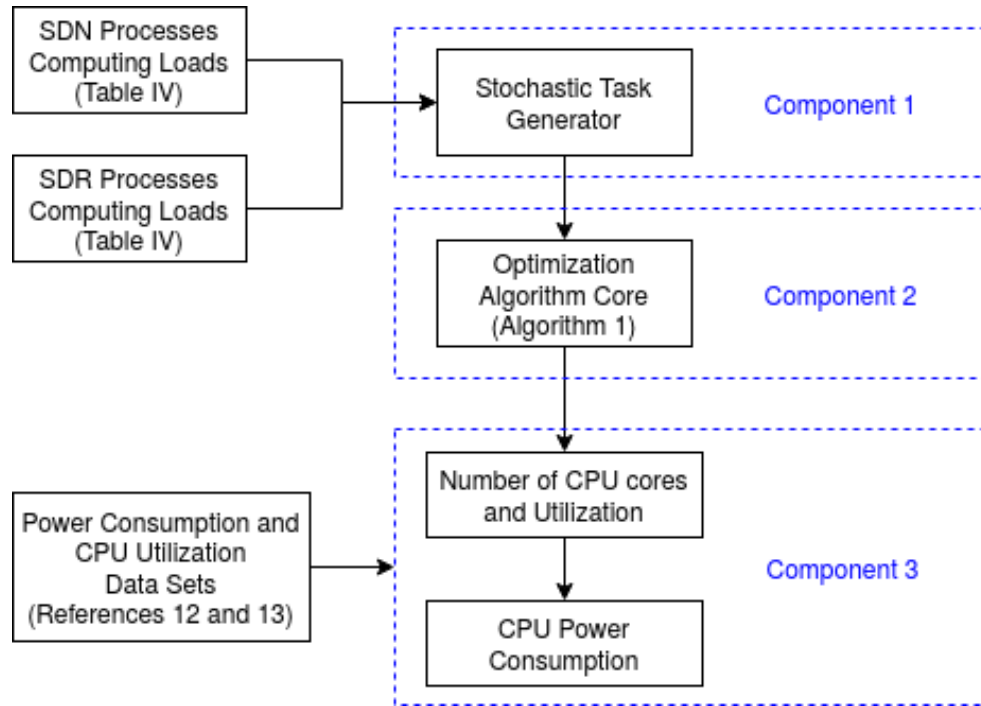 SDN Processes
Computing Loads
(Table IV)
SDR Processes
Computing Loads
(Table IV)
Stochastic Task
Generator
Component 1
Optimization
Algorithm Core
(Algorithm 1)
Component 2
Power Consumption and
CPU Utilization
Data Sets
(References 12 and 13)
Number of CPU cores
and Utilization
Component 3
CPU Power
Consumption